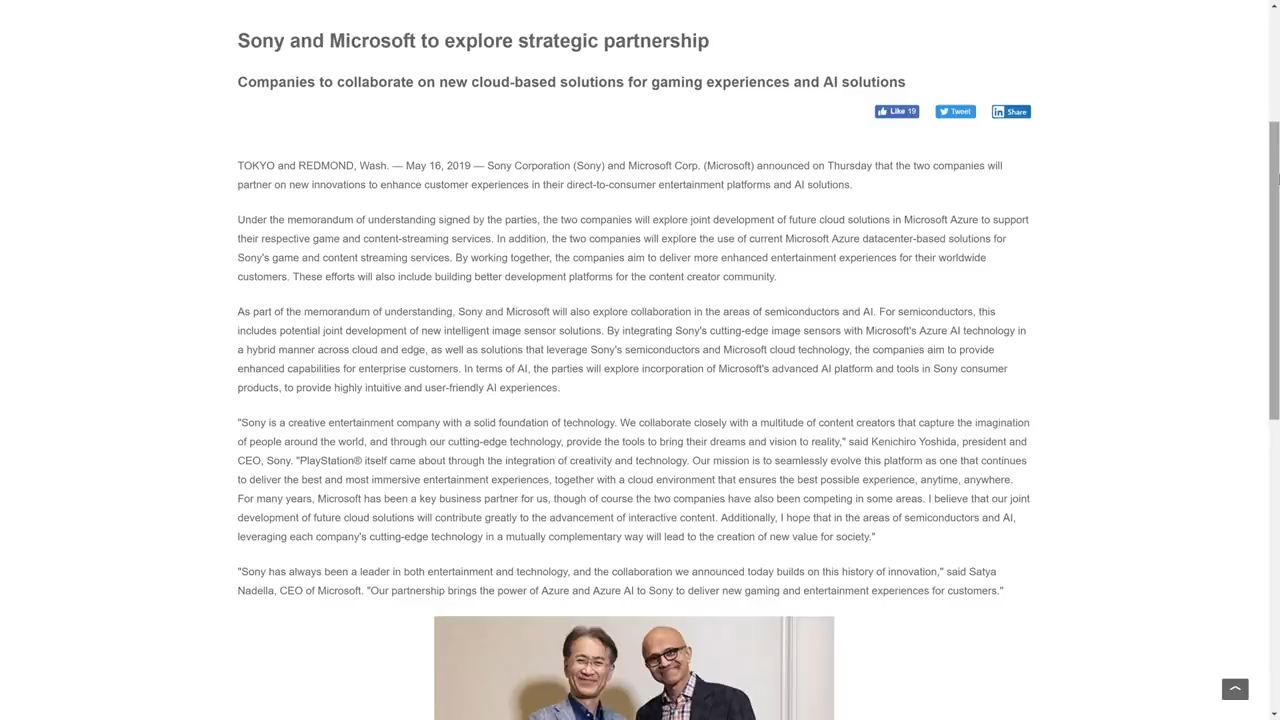 Sony and Microsoft to explore strategic partnership
Companies to collaborate on new cloud-based solutions for gaming experiences and AI solutions
Like 19 Tweet in Share
TOKYO and REDMOND, Wash. — May 16, 2019 — Sony Corporation (Sony) and Microsoft Corp. (Microsoft) announced on Thursday that the two companies will
partner on new innovations to enhance customer experiences in their direct-to-consumer entertainment platforms and AI solutions.
Under the memorandum of understanding signed by the parties, the two companies will explore joint development of future cloud solutions in Microsoft Azure to support
their respective game and content-streaming services. In addition, the two companies will explore the use of current Microsoft Azure datacenter-based solutions for
Sony's game and content streaming services. By working together, the companies aim to deliver more enhanced entertainment experiences for their worldwide
customers. These efforts will also include building better development platforms for the content creator community.
As part of the memorandum of understanding, Sony and Microsoft will also explore collaboration in the areas of semiconductors and AI. For semiconductors, this
includes potential joint development of new intelligent image sensor solutions. By integrating Sony's cutting-edge image sensors with Microsoft's Azure AI technology in
a hybrid manner across cloud and edge, as well as solutions that leverage Sony's semiconductors and Microsoft cloud technology, the companies aim to provide
enhanced capabilities for enterprise customers. In terms of AI, the parties will explore incorporation of Microsoft's advanced AI platform and tools in Sony consumer
products, to provide highly intuitive and user-friendly AI experiences.
"Sony is a creative entertainment company with a solid foundation of technology. We collaborate closely with a multitude of content creators that capture the imagination
of people around the world, and through our cutting-edge technology, provide the tools to bring their dreams and vision to reality," said Kenichiro Yoshida, president and
CEO, Sony. "PlayStation® itself came about through the integration of creativity and technology. Our mission is to seamlessly evolve this platform as one that continues
to deliver the best and most immersive entertainment experiences, together with a cloud environment that ensures the best possible experience, anytime, anywhere.
For many years, Microsoft has been a key business partner for us, though of course the two companies have also been competing in some areas. I believe that our joint
development of future cloud solutions will contribute greatly to the advancement of interactive content. Additionally, I hope that in the areas of semiconductors and AI,
leveraging each company's cutting-edge technology in a mutually complementary way will lead to the creation of new value for society."
"Sony has always been a leader in both entertainment and technology, and the collaboration we announced today builds on this history of innovation," said Satya
Nadella, CEO of Microsoft. "Our partnership brings the power of Azure and Azure AI to Sony to deliver new gaming and entertainment experiences for customers."